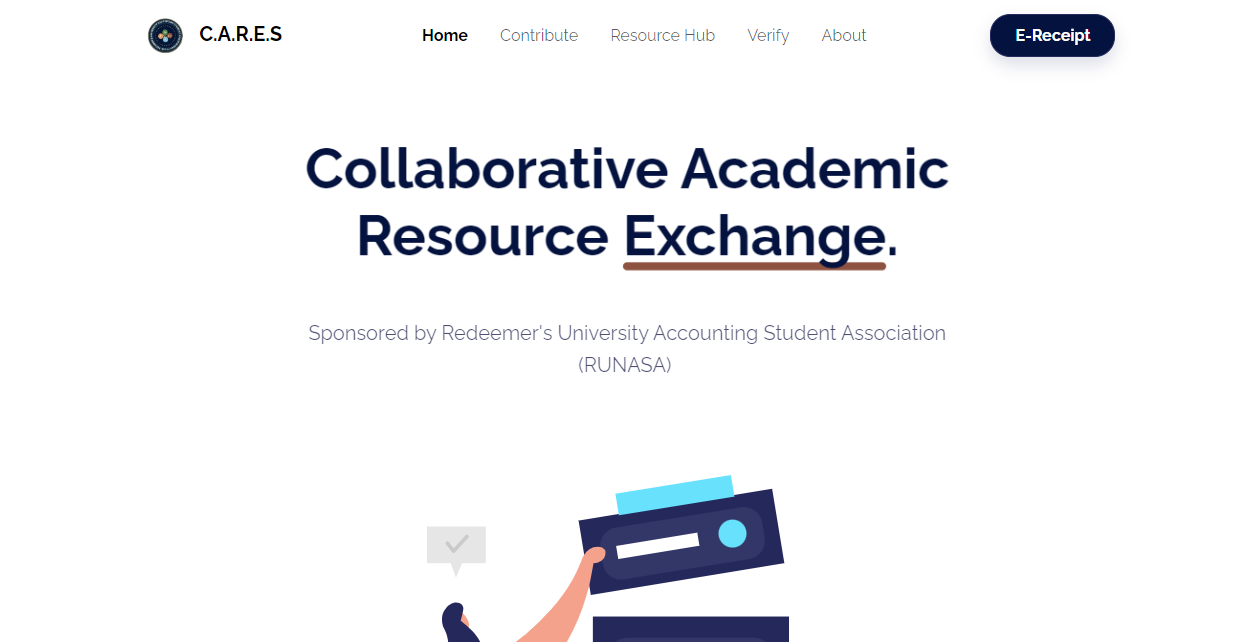 C.A.R.E.S
Home
Contribute
Resource Hub
Verify
About
E-Receipt
Collaborative Academic
Resource Exchange.
Sponsored by Redeemer's University Accounting Student Association
(RUNASA)